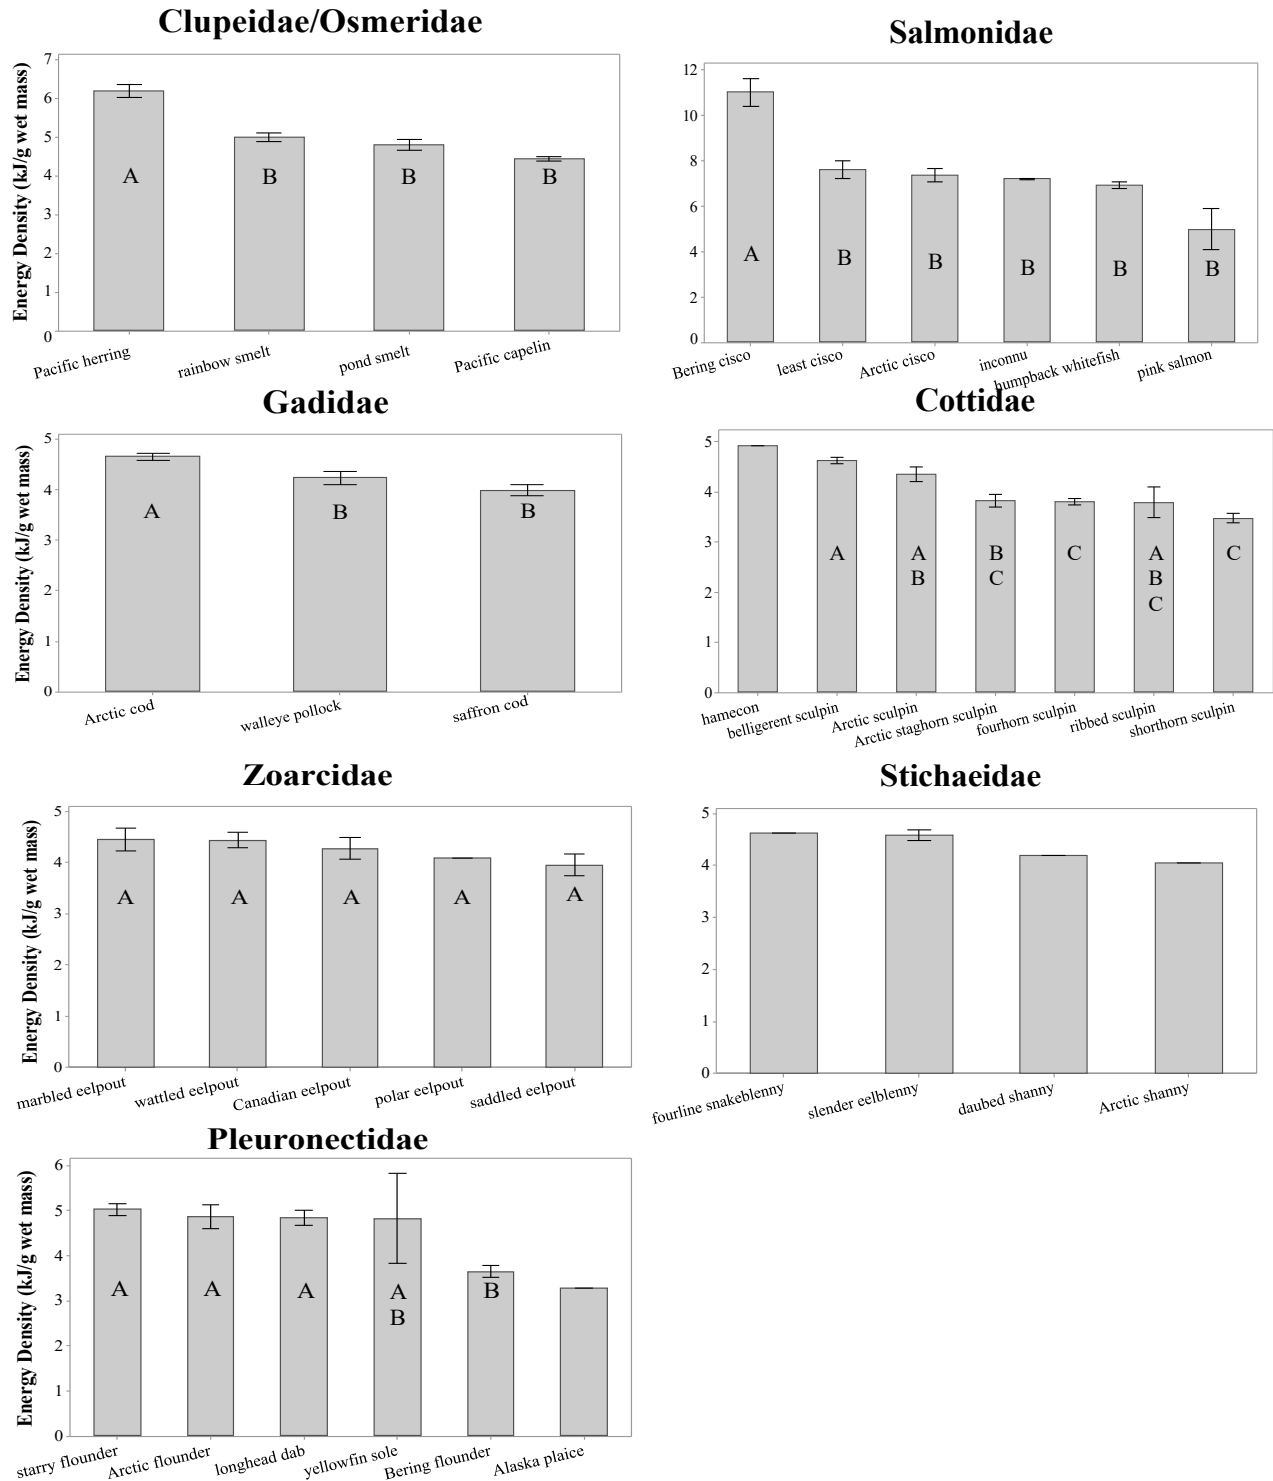 Clupeidae/Osmeridae
Energy Density (kJ/g wet mass)
7
6
5
4
3
2
1
0
A
B
B
B
Pacific herring
rainbow smelt
pond smelt
Pacific capelin
Salmonidae
12
10
8
6
4
2
0
A
B
B
B
B
B
Bering cisco
least cisco
Arctic cisco
inconnu
humpback whitefish
pink salmon
Gadidae
Energy Density (kJ/g wet mass)
5
4
3
2
1
0
A
B
B
Arctic cod
walleye pollock
saffron cod
Cottidae
5
4
3
2
1
0
A
A
B
B
C
C
A
B
C
C
hamecon
belligerent sculpin
Arctic sculpin
Arctic staghorn sculpin
fourhorn sculpin
ribbed sculpin
shorthorn sculpin
Zoarcidae
Energy Density (kJ/g wet mass)
5
4
3
2
1
0
A
A
A
A
A
marbled eelpout
wattled eelpout
Canadian eelpout
polar eelpout
saddled eelpout
Stichaeidae
5
4
3
2
1
0
fourline snakeblenny
slender eelblenny
daubed shanny
Arctic shanny
Pleuronectidae
Energy Density (kJ/g wet mass)
6
5
4
3
2
1
0
A
A
A
A
B
B
starry flounder
Arctic flounder
longhead dab
yellowfin sole
Bering flounder
Alaska plaice